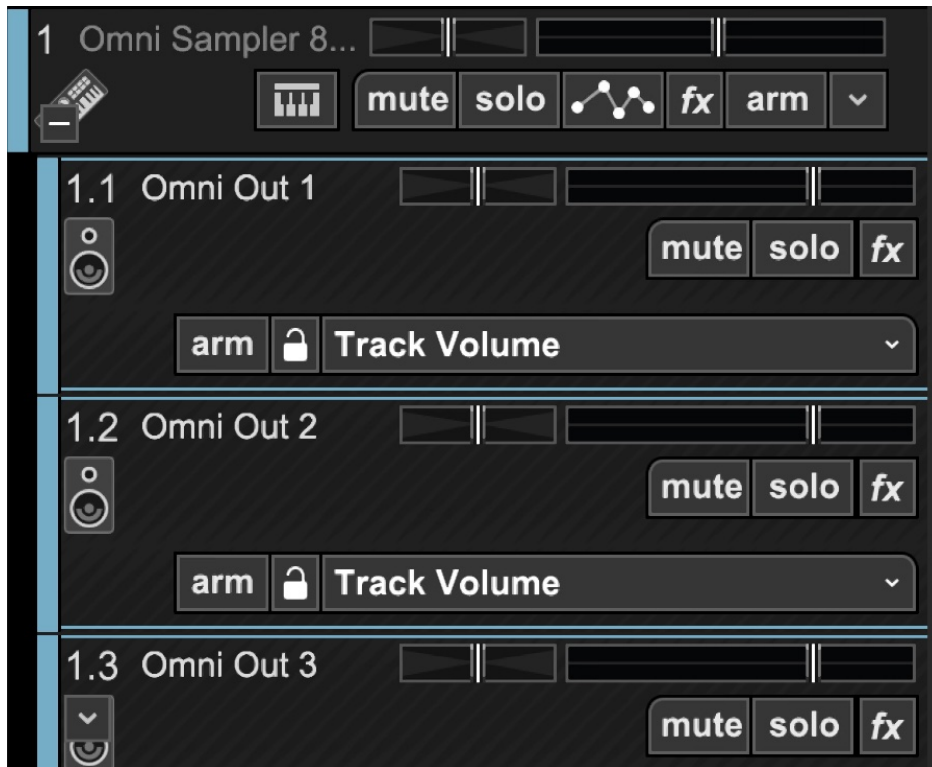 1 Omni Sampler 8...
mute solo fx arm
1.1 Omni Out 1
mute solo fx
arm Track Volume
1.2 Omni Out 2
mute solo fx
arm Track Volume
1.3 Omni Out 3
mute solo fx